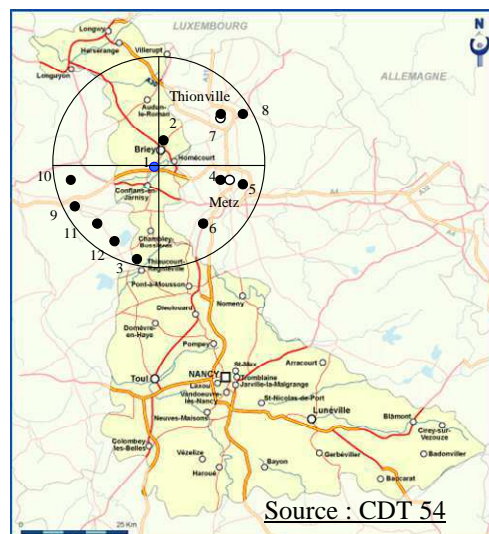 LUXEMBOURG
Longwy
Herserange
Villerupt
N
Longuyon
A30
ALLEMAGNE
Audun-
le-Roman
Thionville
8
7
2
Briey
1
Homécourt
10
4
5
Conflans-en-
Jarnisy
A4
9
Metz
11
6
12
Chambley-
Bussières
3
Thiaucourt-
Regniéville
Pont-à-Mousson
Nomeny
Dieulouard
Domèvre-
en-Haye
Pompey
Arracourt
St-Max
NANCY
Tomblaine
Toul
Laxou
Jarville-la-Malgrange
Vandoeuvre-
lès-Nancy
St-Nicolas-de-Port
Neuves-Maisons
Lunéville
Blâmont
Cirey-sur-
Vezouze
Colombey-
les-Belles
Vézelize
Gerbéviller
Badonviller
Haroué
Bayon
Baccarat
Source : CDT 54
0
25 Km